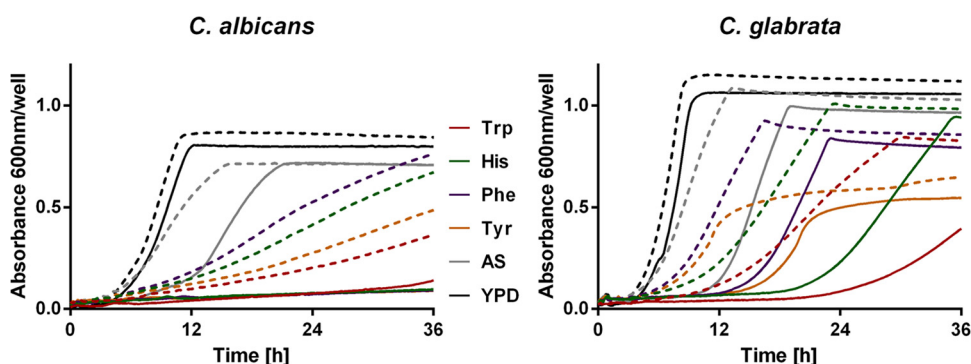 C. albicans
Absorbance 600nm/well
1.0
0.5
0.0
0 12 24 36
Time [h]
Trp
His
Phe
Tyr
AS
YPD
C. glabrata
Absorbance 600nm/well
1.0
0.5
0.0
0 12 24 36
Time [h]